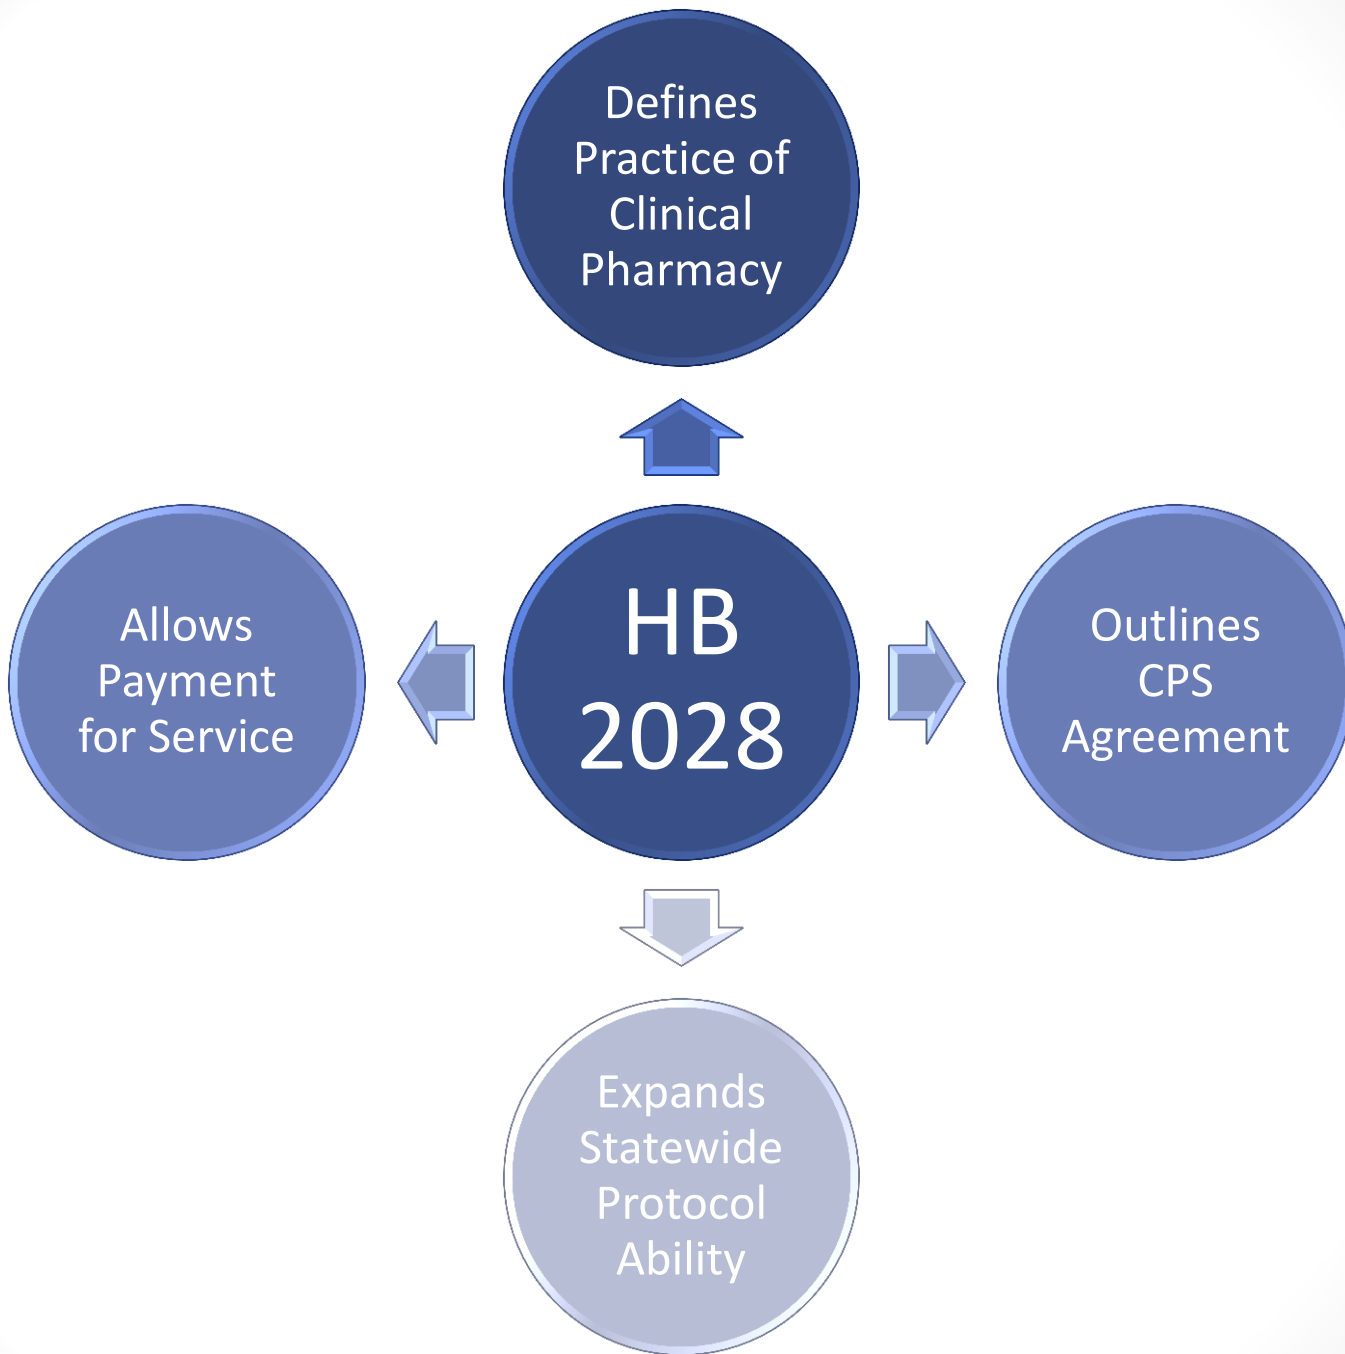 Defines
Practice of
Clinical
Pharmacy
Allows
Payment
for Service
HB
2028
Outlines
CPS
Agreement
Expands
Statewide
Protocol
Ability